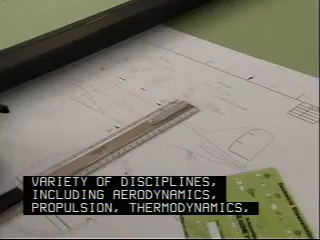 VARIETY OF DISCIPLINES,
INCLUDING AERODYNAMICS,
PROPULSION, THERMODYNAMICS,